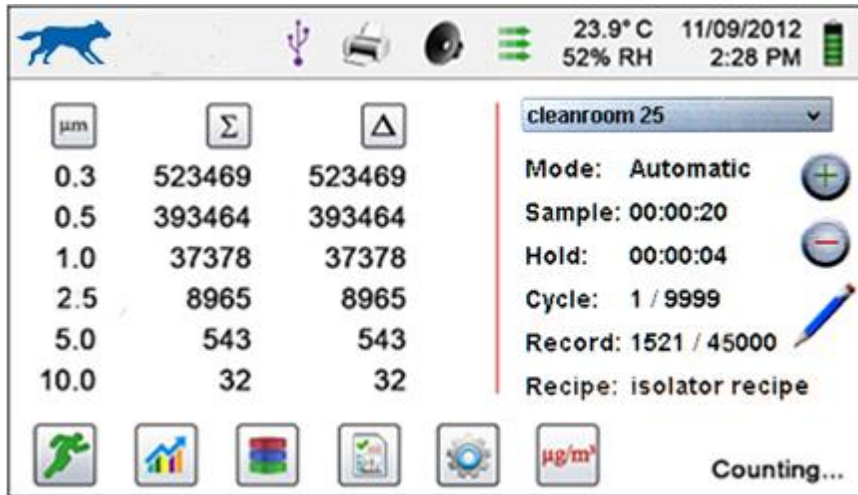 23.9° C 11/09/2012
52% RH 2:28 PM
µm Σ Δ
0.3 523469 523469
0.5 393464 393464
1.0 37378 37378
2.5 8965 8965
5.0 543 543
10.0 32 32
cleanroom 25
Mode: Automatic
Sample: 00:00:20
Hold: 00:00:04
Cycle: 1 / 9999
Record: 1521 / 45000
Recipe: isolator recipe
µg/m³
Counting...